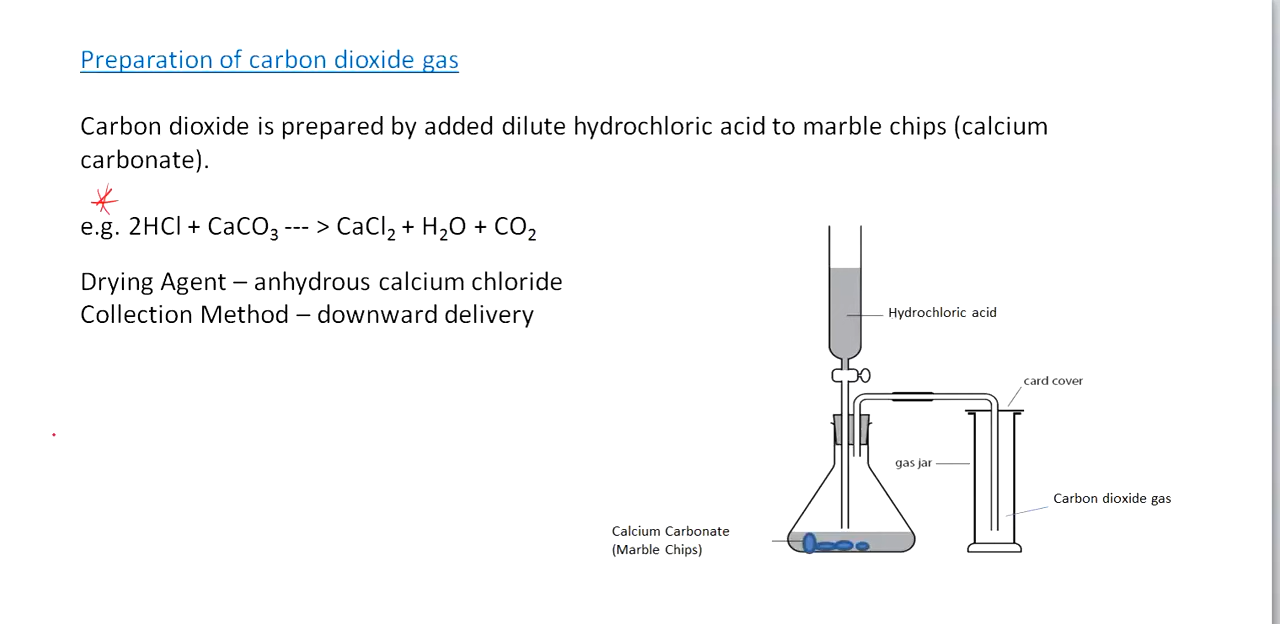 Preparation of carbon dioxide gas
Carbon dioxide is prepared by added dilute hydrochloric acid to marble chips (calcium
carbonate).
e.g. 2HCl + CaCO₃ --- > CaCl₂ + H₂O + CO₂
Drying Agent – anhydrous calcium chloride
Collection Method – downward delivery
Hydrochloric acid
card cover
gas jar
Carbon dioxide gas
Calcium Carbonate
(Marble Chips)